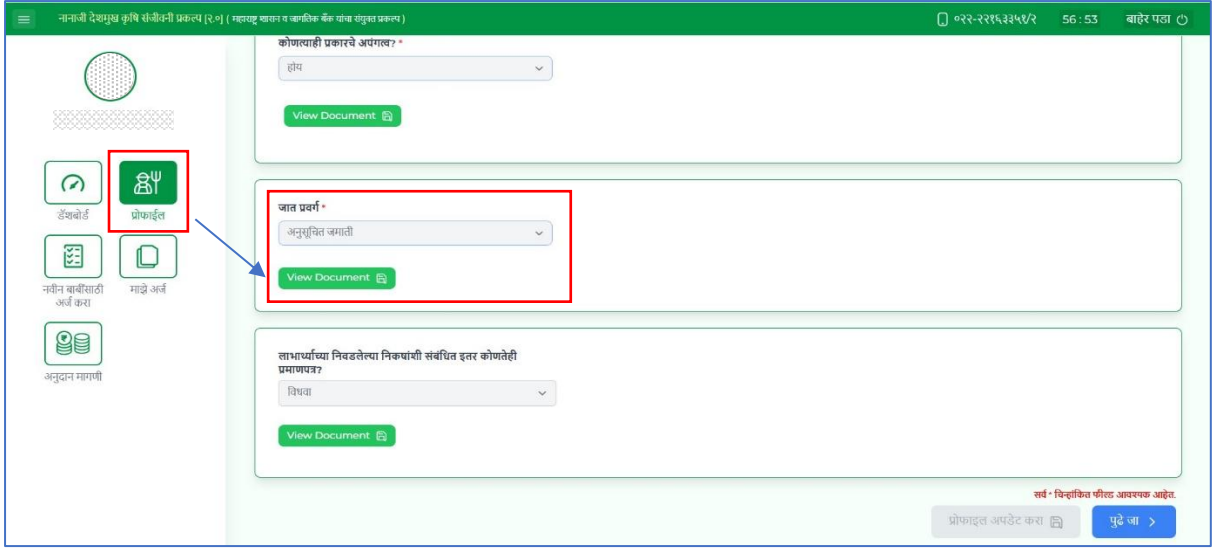 नानाजी देशमुख कृषि संजीवनी प्रकल्प [२.०] ( महाराष्ट्र शासन व जागतिक बँक यांचा संयुक्त प्रकल्प )
०२२-२२१६३३५१/२
56 : 53
बाहेर पडा
कोणत्याही प्रकारचे अपंगत्व? *
होय
View Document
डॅशबोर्ड
प्रोफाईल
जात प्रवर्ग *
अनुसूचित जमाती
View Document
नवीन बाबींसाठी
अर्ज करा
माझे अर्ज
लाभार्थ्याच्या निवडलेल्या निकषांशी संबंधित इतर कोणतेही
प्रमाणपत्र?
विधवा
View Document
अनुदान मागणी
सर्व * चिन्हांकित फील्ड आवश्यक आहेत.
प्रोफाइल अपडेट करा
पुढे जा >